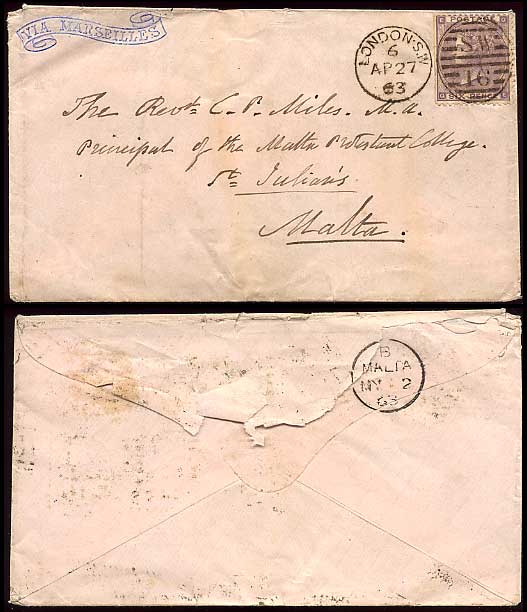 VIA MARSEILLES
LONDON·S.W
6
AP 27
63
POSTAGE
S.W
16
SIX PENCE
The Revd. C. P. Miles. M.A.
Principal of the Malta Protestant College.
St. Julian's
Malta.
B
MALTA
MY 2
63